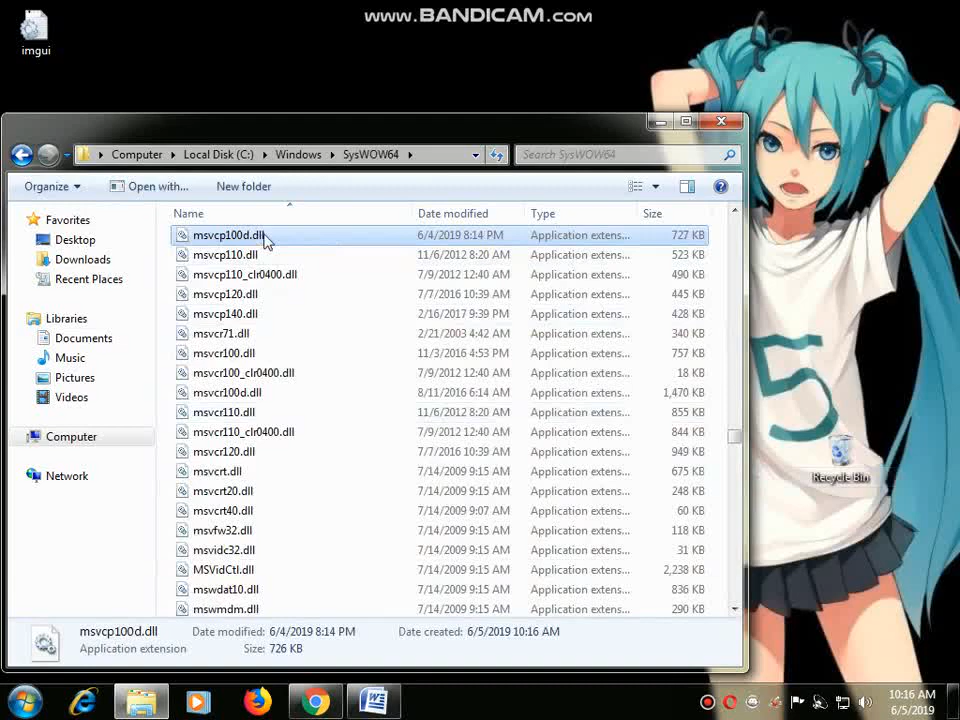 www.BANDICAM.com
imgui
Computer Local Disk (C:) Windows SysWOW64 Search SysWOW64
Organize Open with... New folder
Name Date modified Type Size
Favorites
Desktop
Downloads
Recent Places
Libraries
Documents
Music
Pictures
Videos
Computer
Network
msvcp100d.dll 6/4/2019 8:14 PM Application extens... 727 KB
msvcp110.dll 11/6/2012 8:20 AM Application extens... 523 KB
msvcp110_clr0400.dll 7/9/2012 12:40 AM Application extens... 490 KB
msvcp120.dll 7/7/2016 10:39 AM Application extens... 445 KB
msvcp140.dll 2/16/2017 9:39 PM Application extens... 428 KB
msvcr71.dll 2/21/2003 4:42 AM Application extens... 340 KB
msvcr100.dll 11/3/2016 4:53 PM Application extens... 757 KB
msvcr100_clr0400.dll 7/9/2012 12:40 AM Application extens... 18 KB
msvcr100d.dll 8/11/2016 6:14 AM Application extens... 1,470 KB
msvcr110.dll 11/6/2012 8:20 AM Application extens... 855 KB
msvcr110_clr0400.dll 7/9/2012 12:40 AM Application extens... 844 KB
msvcr120.dll 7/7/2016 10:39 AM Application extens... 949 KB
msvcrt.dll 7/14/2009 9:15 AM Application extens... 675 KB
msvcrt20.dll 7/14/2009 9:15 AM Application extens... 248 KB
msvcrt40.dll 7/14/2009 9:07 AM Application extens... 60 KB
msvfw32.dll 7/14/2009 9:15 AM Application extens... 118 KB
msvidc32.dll 7/14/2009 9:15 AM Application extens... 31 KB
MSVidCtl.dll 7/14/2009 9:15 AM Application extens... 2,238 KB
mswdat10.dll 7/14/2009 9:15 AM Application extens... 836 KB
mswmdm.dll 7/14/2009 9:15 AM Application extens... 290 KB
msvcp100d.dll Date modified: 6/4/2019 8:14 PM Date created: 6/5/2019 10:16 AM
Application extension Size: 726 KB
5
Recycle Bin
10:16 AM
6/5/2019